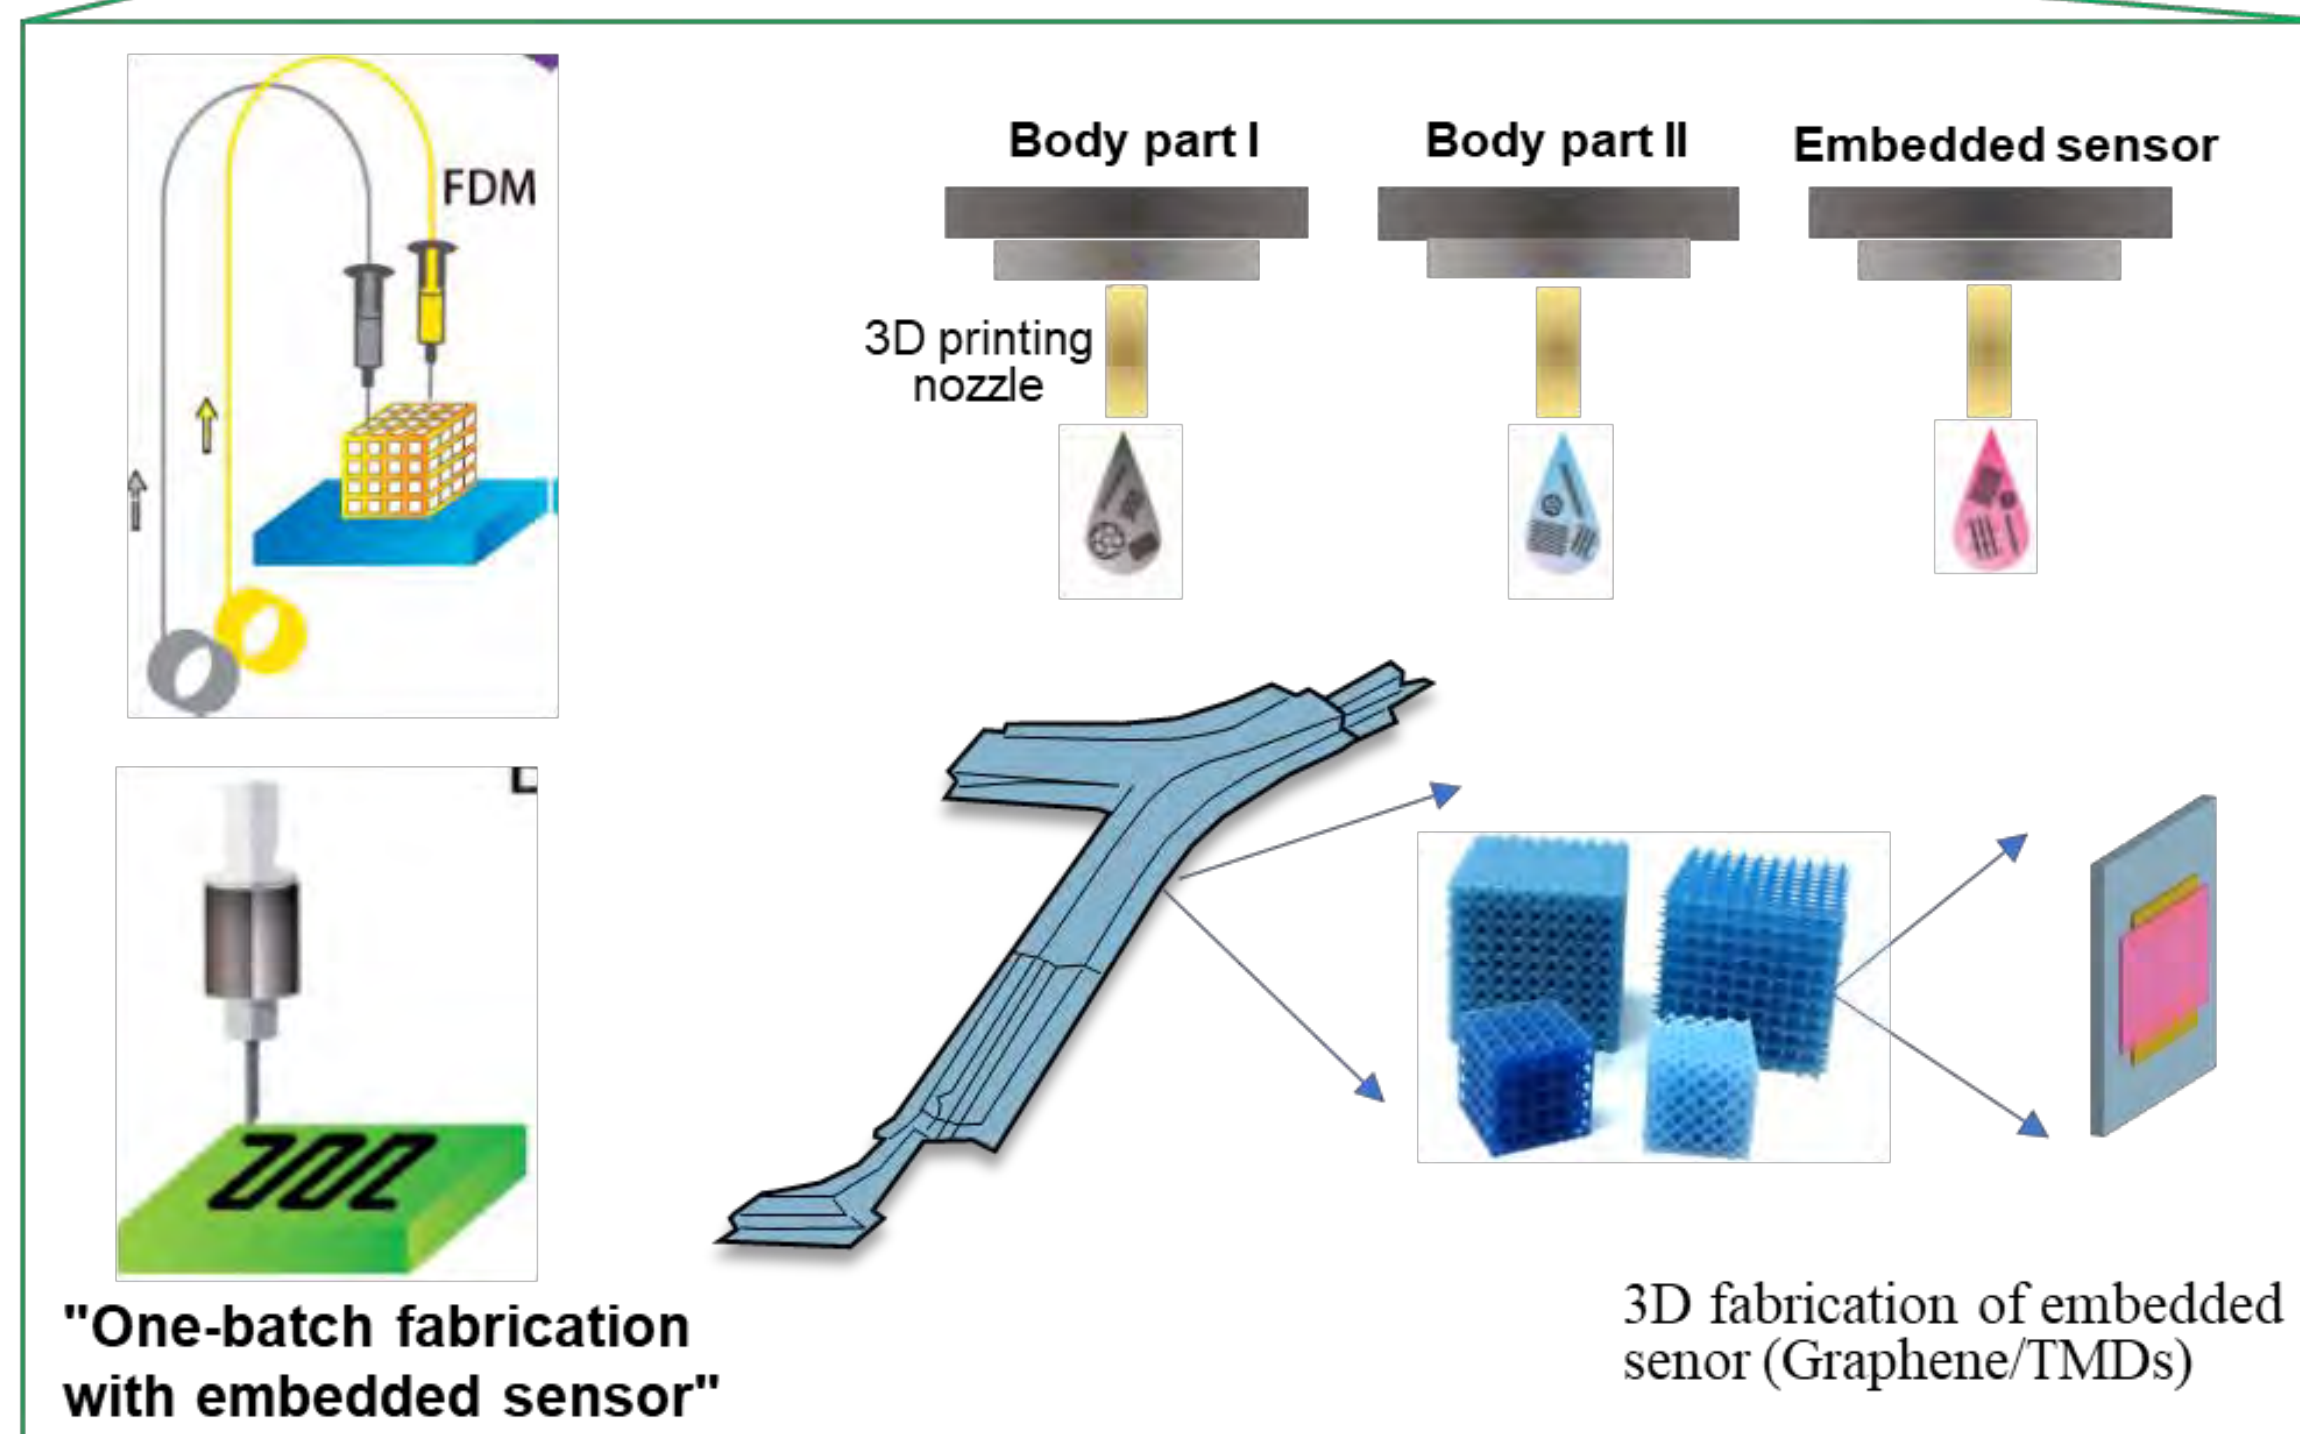 FDM
Body part I
Body part II
Embedded sensor
3D printing
nozzle
"One-batch fabrication
with embedded sensor"
3D fabrication of embedded
senor (Graphene/TMDs)